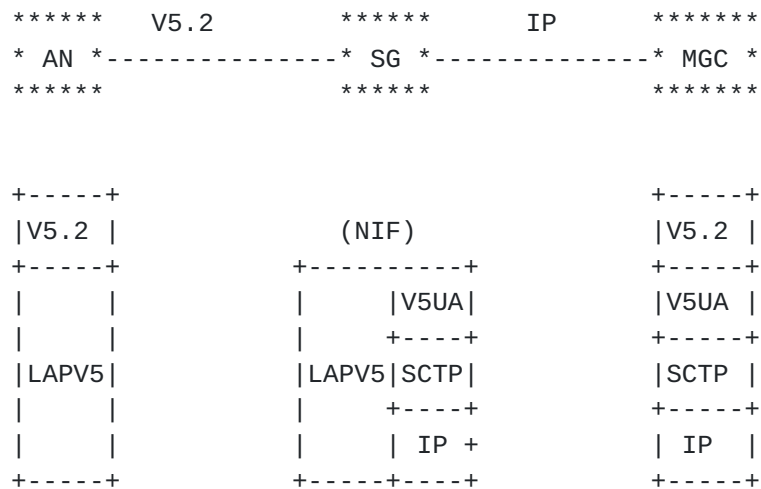 ******   V5.2        ******      IP      *******
* AN *---------------* SG *--------------* MGC *
******               ******              *******
+-----+                                  +-----+
|V5.2 |              (NIF)               |V5.2 |
+-----+           +----------+           +-----+
|     |           |     |V5UA|           |V5UA |
|     |           |     +----+           +-----+
|LAPV5|           |LAPV5|SCTP|           |SCTP |
|     |           |     +----+           +-----+
|     |           |     | IP +           | IP  |
+-----+           +-----+----+           +-----+